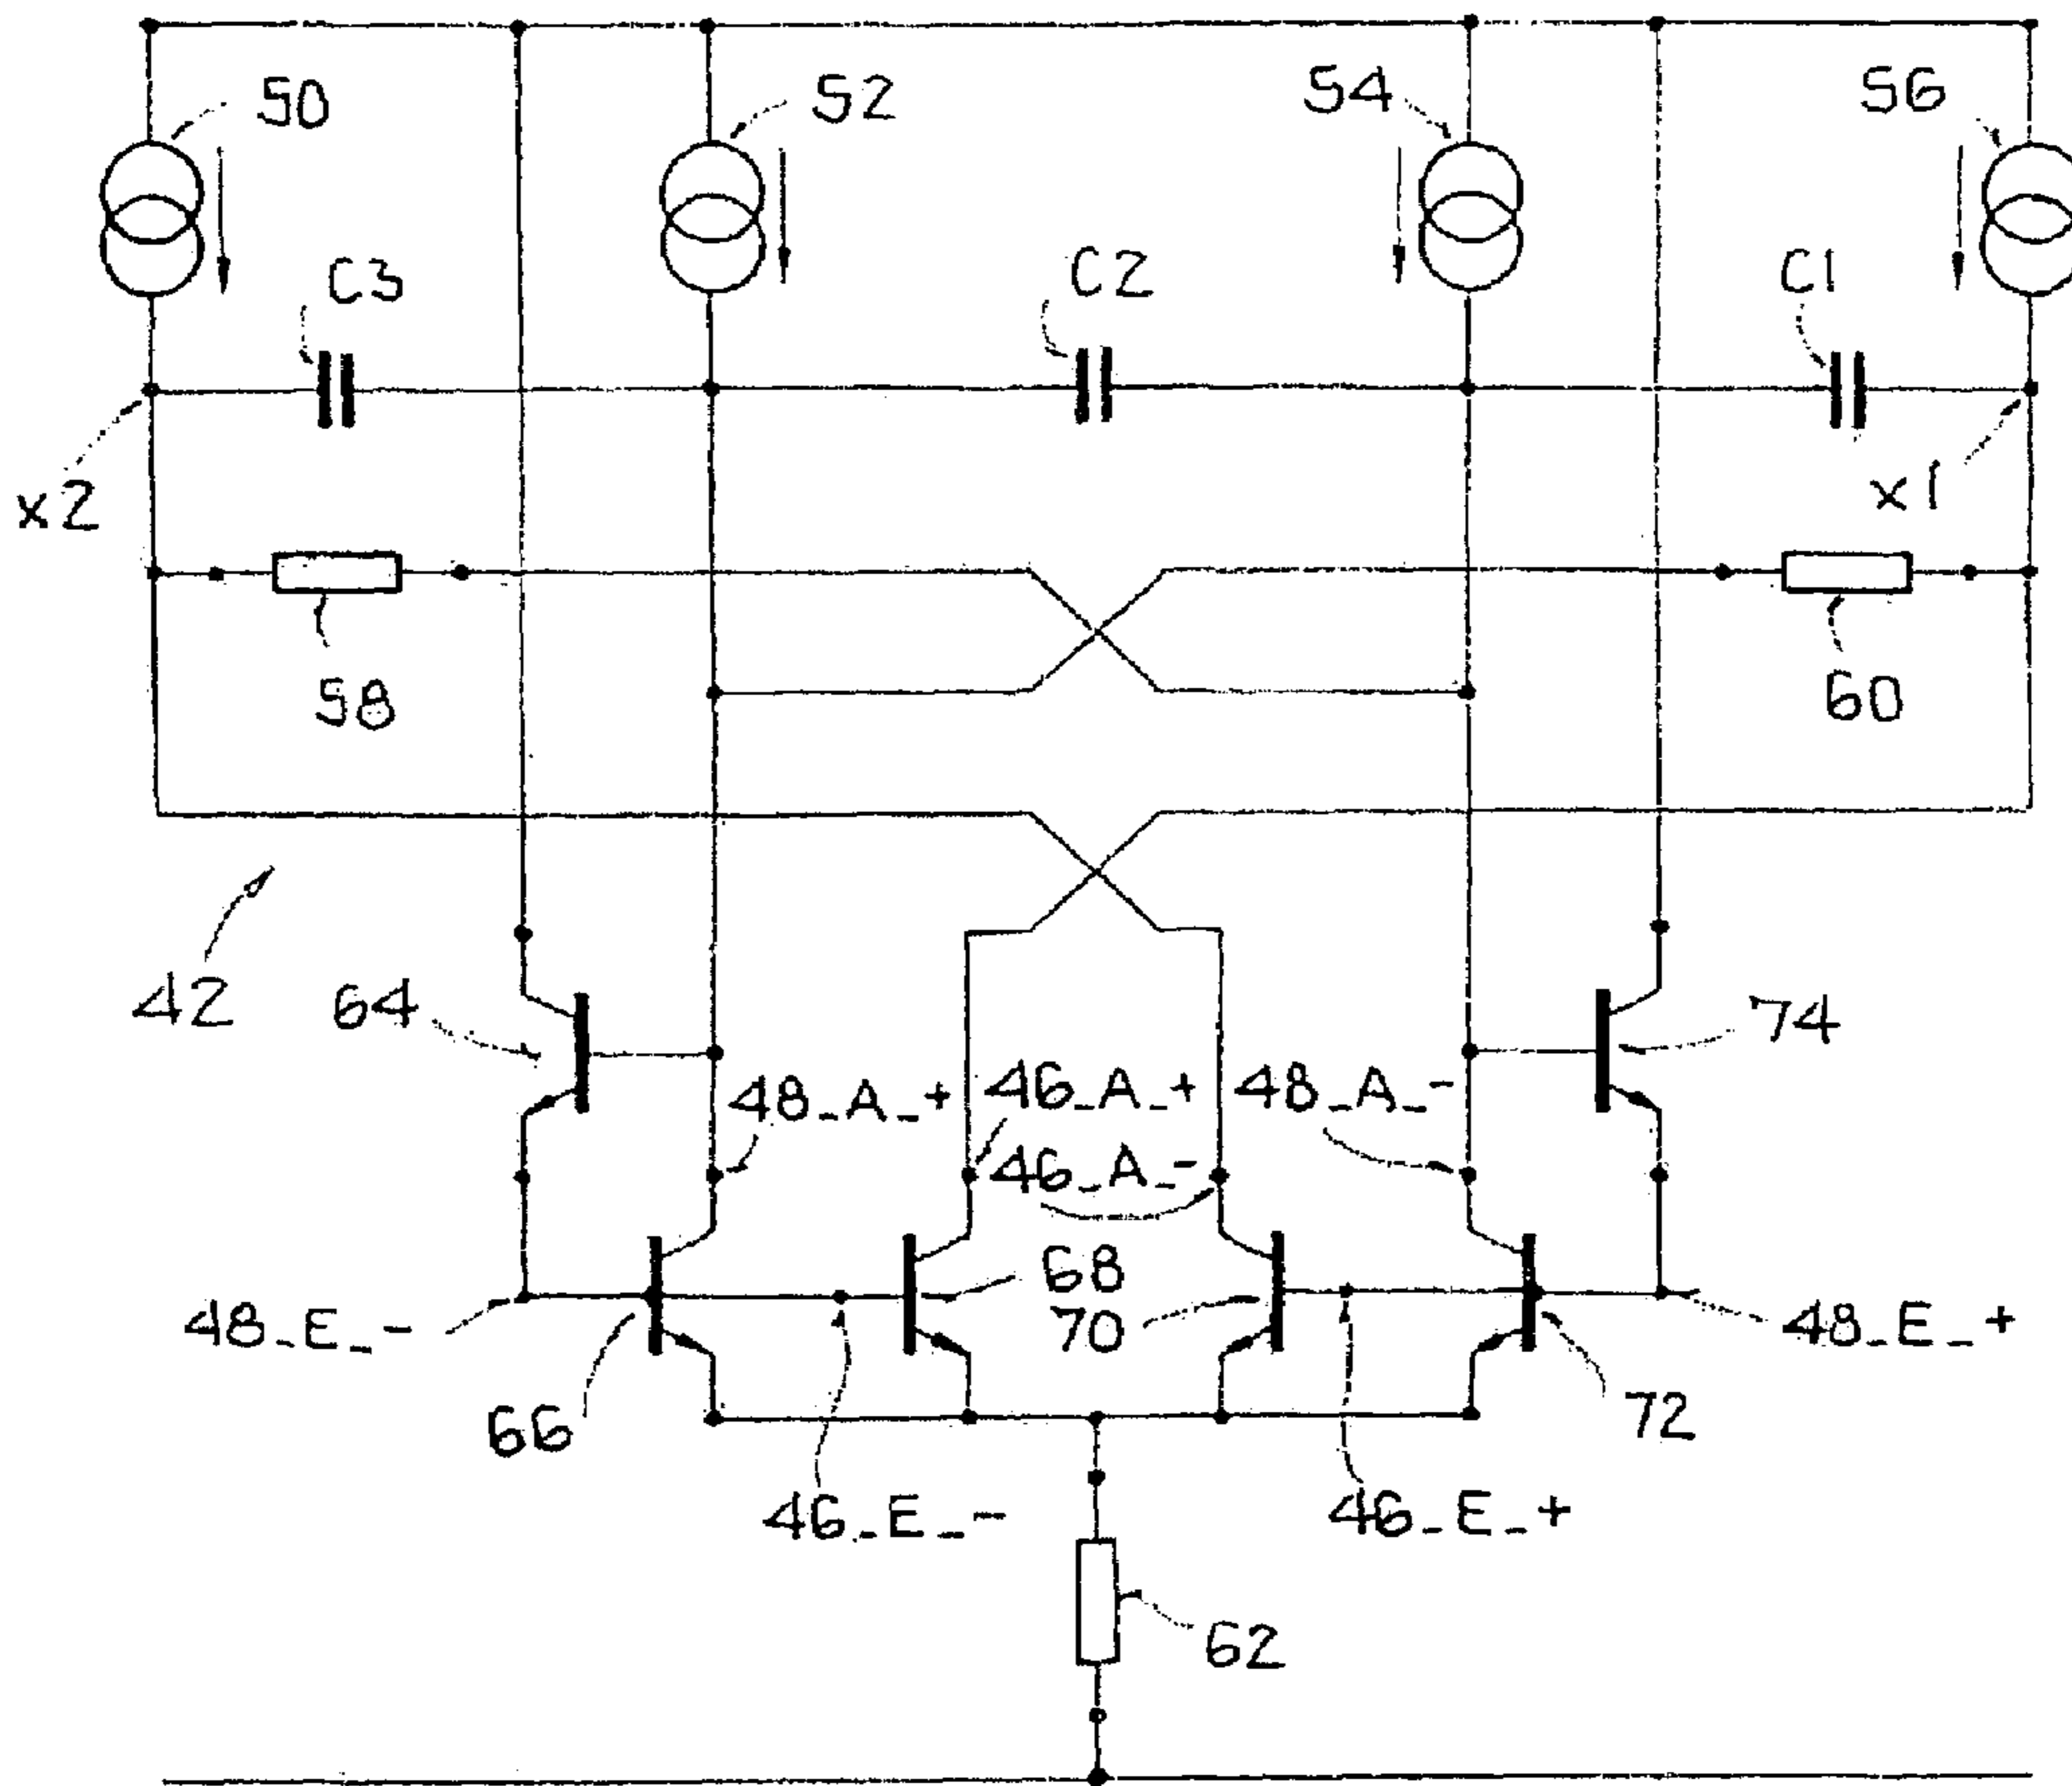 50
52
54
56
C3
C2
C1
x2
x1
58
60
42
64
74
48_A_+
46_A_+
48_A_-
46_A_-
68
70
48_E_-
48_E_+
66
72
46_E_-
46_E_+
62